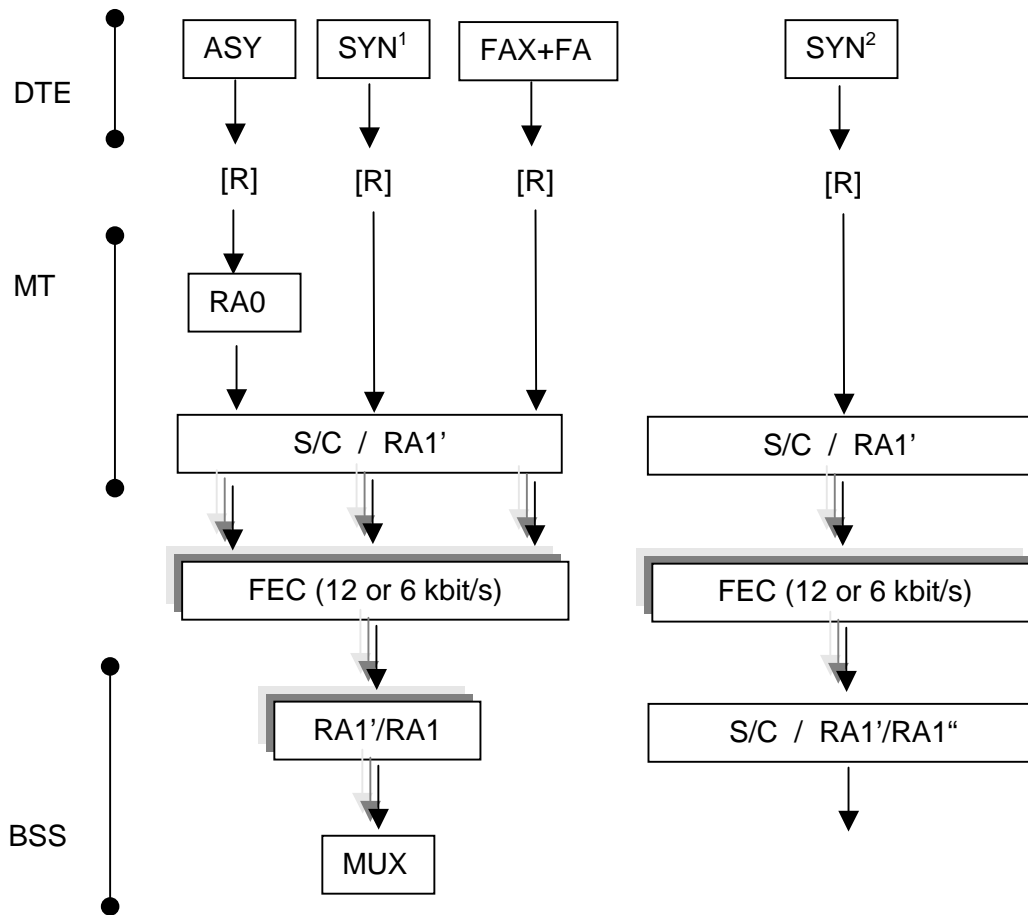 ASY SYN¹ FAX+FA SYN²
DTE
[R] [R] [R] [R]
MT
RA0
S/C / RA1’ S/C / RA1’
FEC (12 or 6 kbit/s) FEC (12 or 6 kbit/s)
RA1’/RA1 S/C / RA1’/RA1“
BSS
MUX